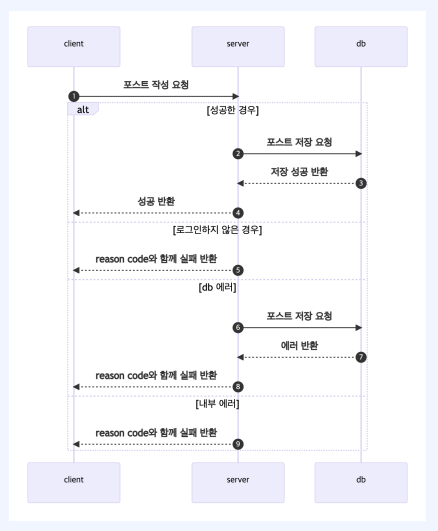 client server db
포스트 작성 요청
1
alt [성공한 경우]
포스트 저장 요청
2
저장 성공 반환
3
성공 반환
4
[로그인하지 않은 경우]
reason code와 함께 실패 반환
5
[db 에러]
포스트 저장 요청
6
에러 반환
7
reason code와 함께 실패 반환
8
[내부 에러]
reason code와 함께 실패 반환
9
client server db